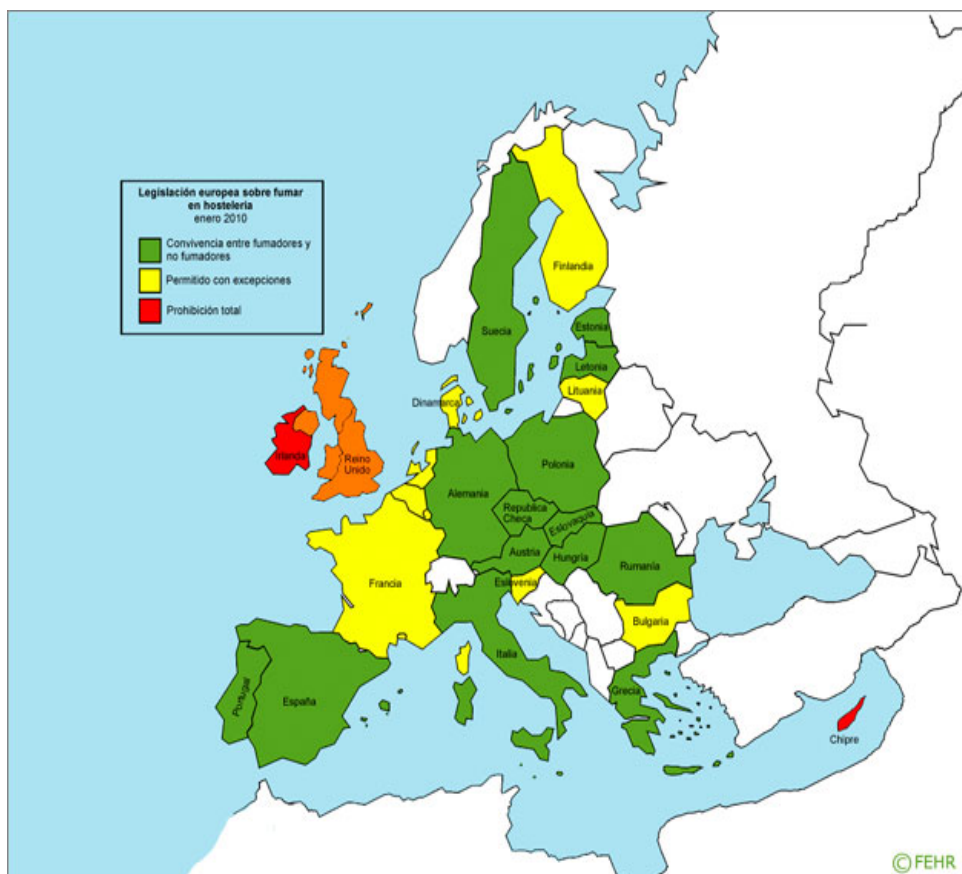 Legislación europea sobre fumar
en hostelería
enero 2010
Convivencia entre fumadores y
no fumadores
Permitido con excepciones
Prohibición total
Finlandia
Suecia
Estonia
Letonia
Lituania
Dinamarca
Irlanda
Reino
Unido
Polonia
Alemania
Republica
Checa
Eslovaquia
Austria
Hungría
Rumanía
Francia
Eslovenia
Bulgaria
Italia
Portugal
España
Grecia
Chipre
©FEHR